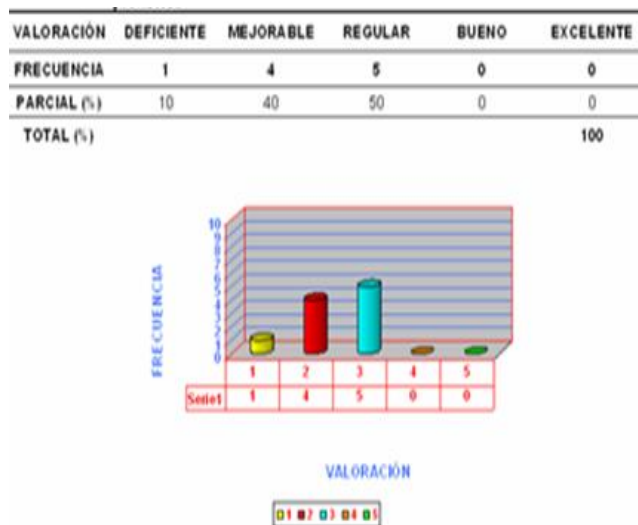 VALORACIÓN DEFICIENTE MEJORABLE REGULAR BUENO EXCELENTE
FRECUENCIA 1 4 5 0 0
PARCIAL (%) 10 40 50 0 0
TOTAL (%) 100
10
9
8
7
6
5
4
3
2
1
0
FRECUENCIA
1 2 3 4 5
Serie1 1 4 5 0 0
VALORACIÓN
1 2 3 4 5